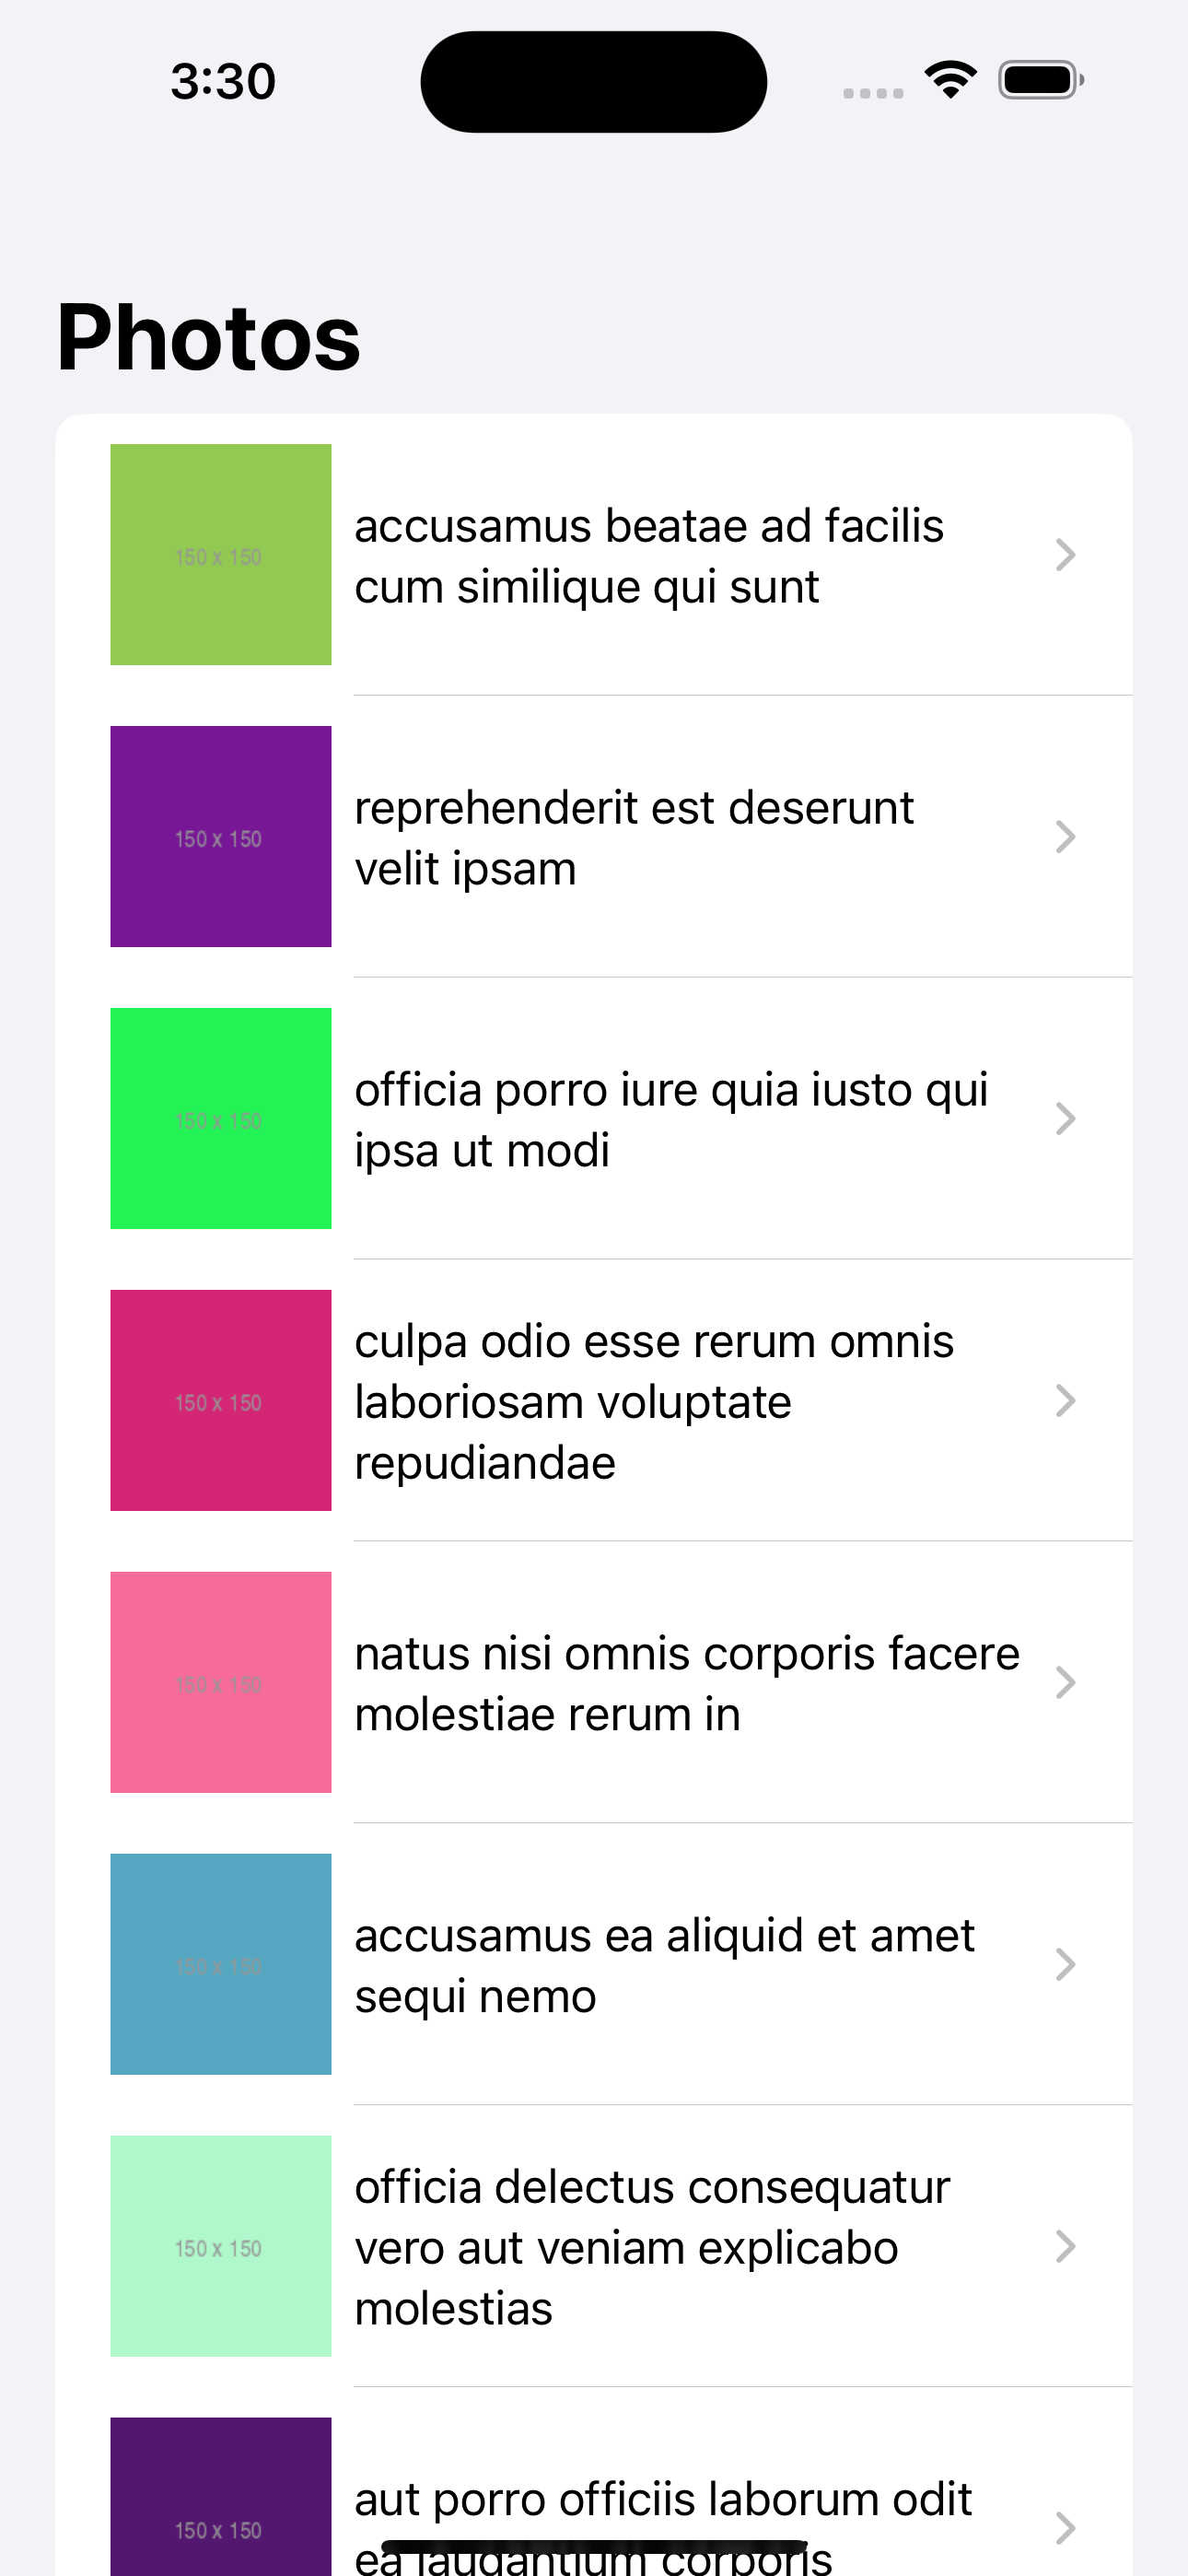 3:30
Photos
150 x 150
accusamus beatae ad facilis
cum similique qui sunt
150 x 150
reprehenderit est deserunt
velit ipsam
150 x 150
officia porro iure quia iusto qui
ipsa ut modi
150 x 150
culpa odio esse rerum omnis
laboriosam voluptate
repudiandae
150 x 150
natus nisi omnis corporis facere
molestiae rerum in
150 x 150
accusamus ea aliquid et amet
sequi nemo
150 x 150
officia delectus consequatur
vero aut veniam explicabo
molestias
150 x 150
aut porro officiis laborum odit
ea laudantium corporis